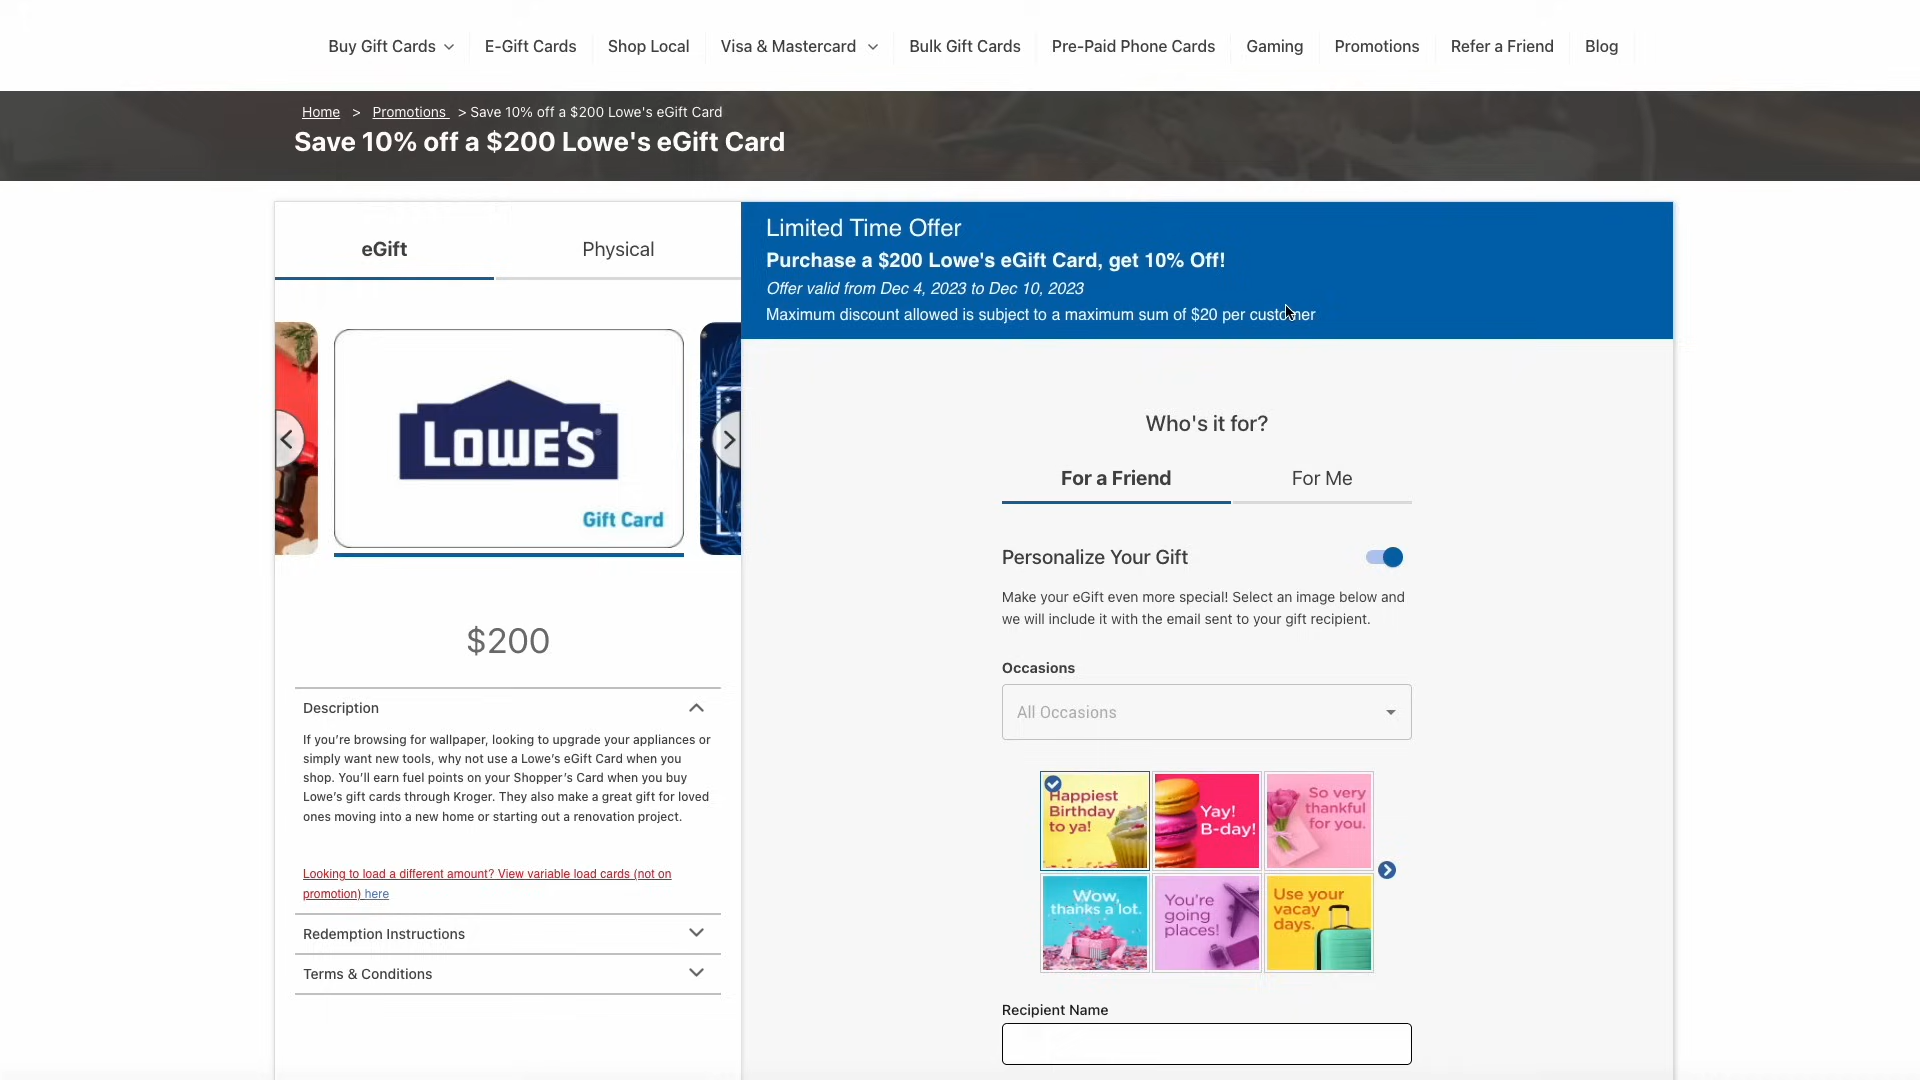 Buy Gift Cards
E-Gift Cards
Shop Local
Visa & Mastercard
Bulk Gift Cards
Pre-Paid Phone Cards
Gaming
Promotions
Refer a Friend
Blog
Home > Promotions > Save 10% off a $200 Lowe's eGift Card
Save 10% off a $200 Lowe's eGift Card
eGift
Physical
LOWE'S
Gift Card
$200
Description
If you're browsing for wallpaper, looking to upgrade your appliances or
simply want new tools, why not use a Lowe's eGift Card when you
shop. You'll earn fuel points on your Shopper's Card when you buy
Lowe's gift cards through Kroger. They also make a great gift for loved
ones moving into a new home or starting out a renovation project.
Looking to load a different amount? View variable load cards (not on
promotion) here
Redemption Instructions
Terms & Conditions
Limited Time Offer
Purchase a $200 Lowe's eGift Card, get 10% Off!
Offer valid from Dec 4, 2023 to Dec 10, 2023
Maximum discount allowed is subject to a maximum sum of $20 per customer
Who's it for?
For a Friend
For Me
Personalize Your Gift
Make your eGift even more special! Select an image below and
we will include it with the email sent to your gift recipient.
Occasions
All Occasions
Happiest
Birthday
to ya!
Yay!
B-day!
So very
thankful
for you.
Wow,
thanks a lot.
You're
going
places!
Use your
vacay
days.
Recipient Name